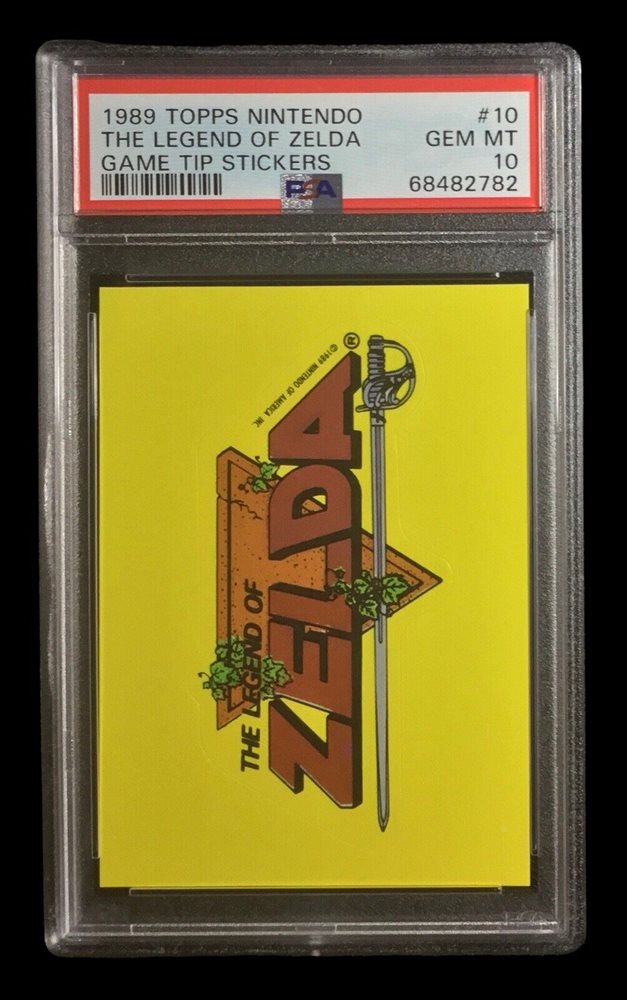 1989 TOPPS NINTENDO #10
THE LEGEND OF ZELDA GEM MT
GAME TIP STICKERS 10
PSA 68482782
©1989 NINTENDO OF AMERICA INC.
THE LEGEND OF
ZELDA®